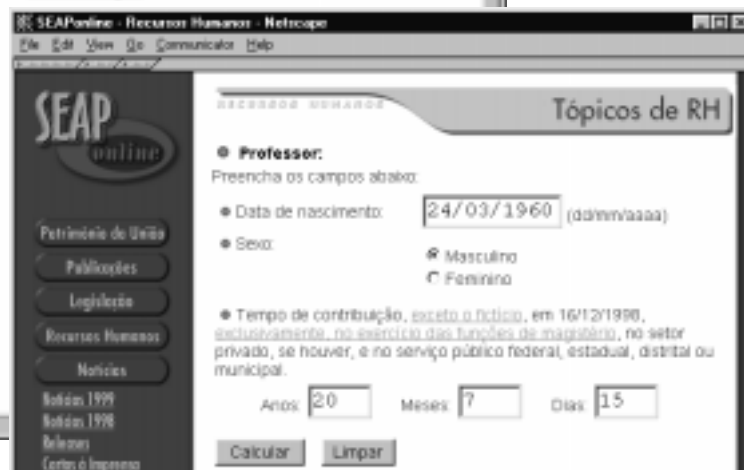 SEAPonline - Recursos Humanos - Netscape
File Edit View Go Communicator Help
SEAP
online
RECURSOS HUMANOS
Tópicos de RH
Professor:
Preencha os campos abaixo:
Data de nascimento: 24/03/1960 (dd/mm/aaaa)
Sexo:
Masculino
Feminino
Tempo de contribuição, exceto o fictício, em 16/12/1998,
exclusivamente, no exercício das funções de magistério, no setor
privado, se houver, e no serviço público federal, estadual, distrital ou
municipal.
Anos: 20 Meses: 7 Dias: 15
Calcular Limpar
Patrimônio da União
Publicações
Legislação
Recursos Humanos
Notícias
Notícias 1999
Notícias 1998
Releases
Cartas à Imprensa